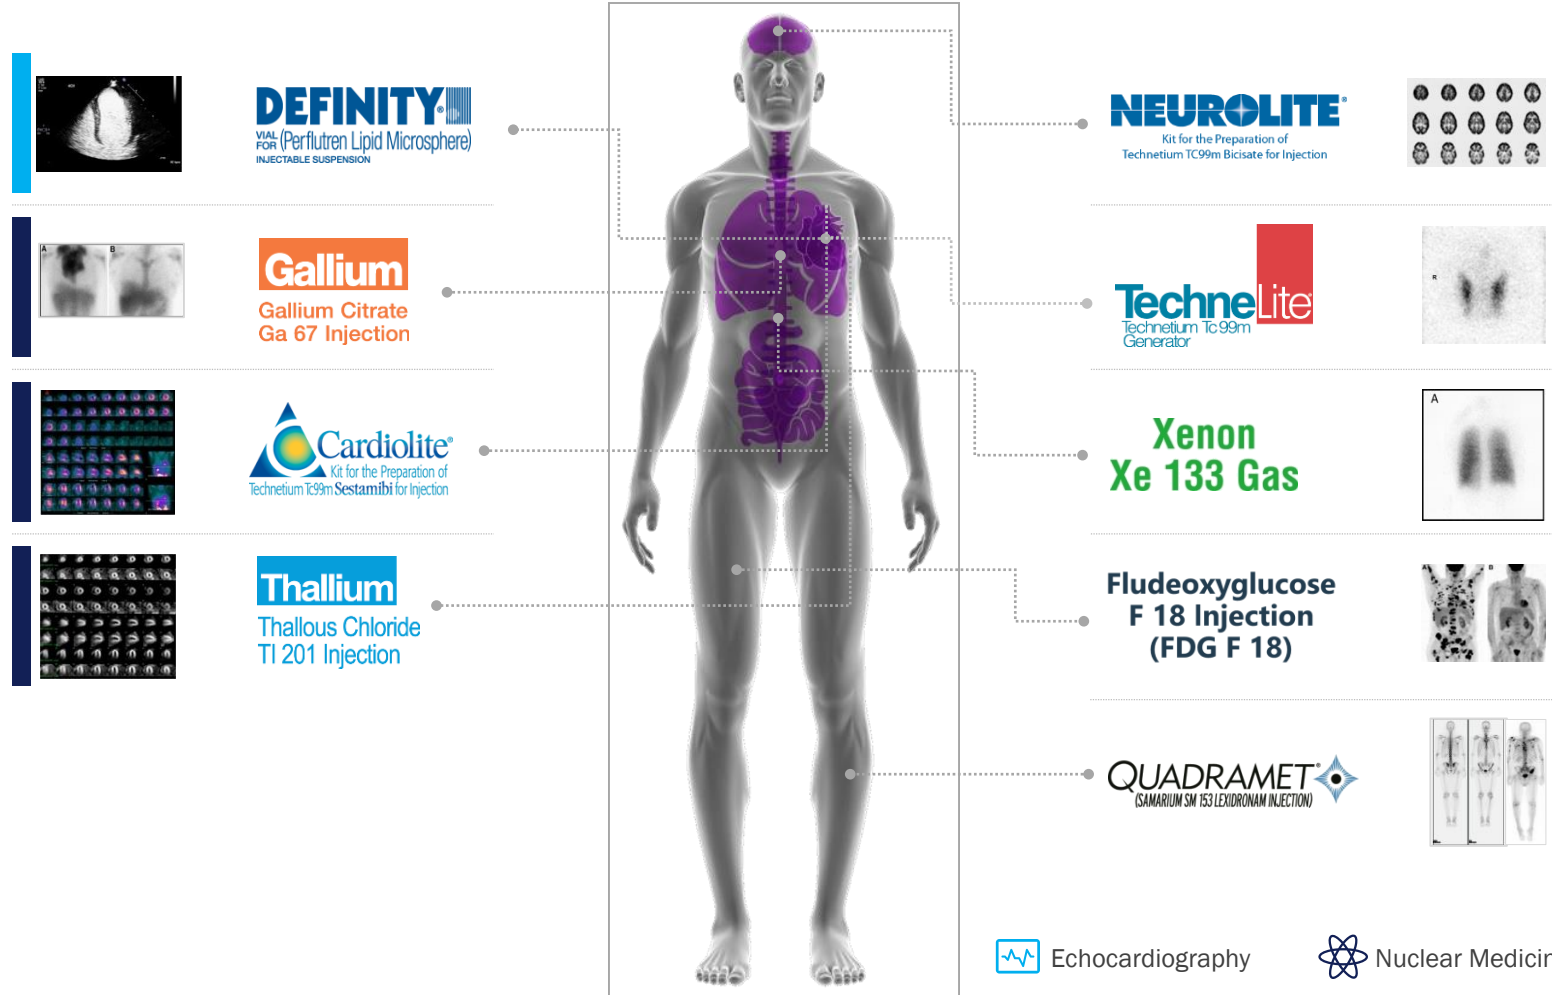 DEFINITY®
VIAL FOR (Perflutren Lipid Microsphere)
INJECTABLE SUSPENSION
A B
Gallium
Gallium Citrate
Ga 67 Injection
Cardiolite®
Kit for the Preparation of
Technetium Tc99m Sestamibi for Injection
Thallium
Thallous Chloride
Tl 201 Injection
NEUROLITE®
Kit for the Preparation of
Technetium TC99m Bicisate for Injection
R
TechneLite®
Technetium Tc 99m
Generator
A
Xenon
Xe 133 Gas
Fludeoxyglucose
F 18 Injection
(FDG F 18)
A B
QUADRAMET®
(SAMARIUM SM 153 LEXIDRONAM INJECTION)
Echocardiography
Nuclear Medicin